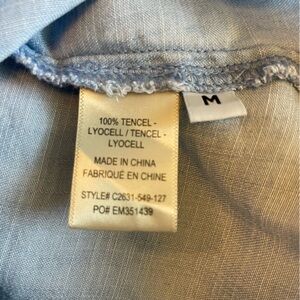 M
100% TENCEL -
LYOCELL / TENCEL -
LYOCELL
MADE IN CHINA
FABRIQUÉ EN CHINE
STYLE# C2631-549-127
PO# EM351439